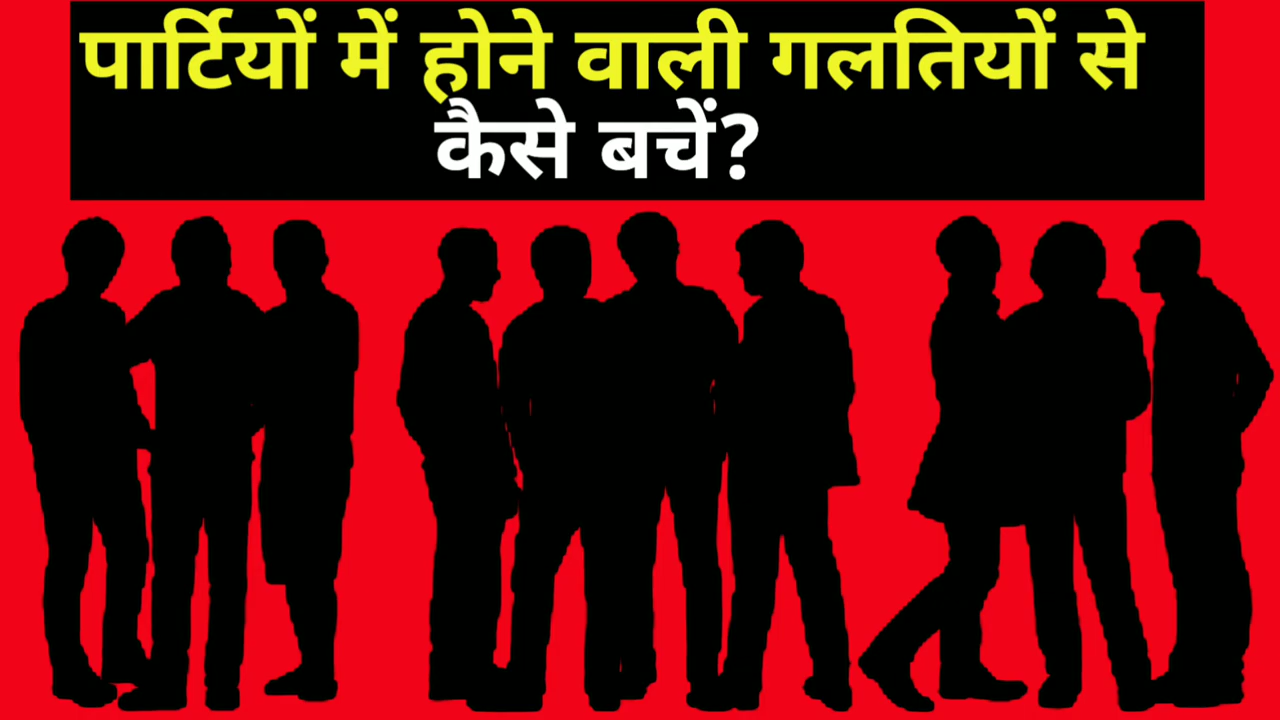 पार्टियों में होने वाली गलतियों से
कैसे बचें?